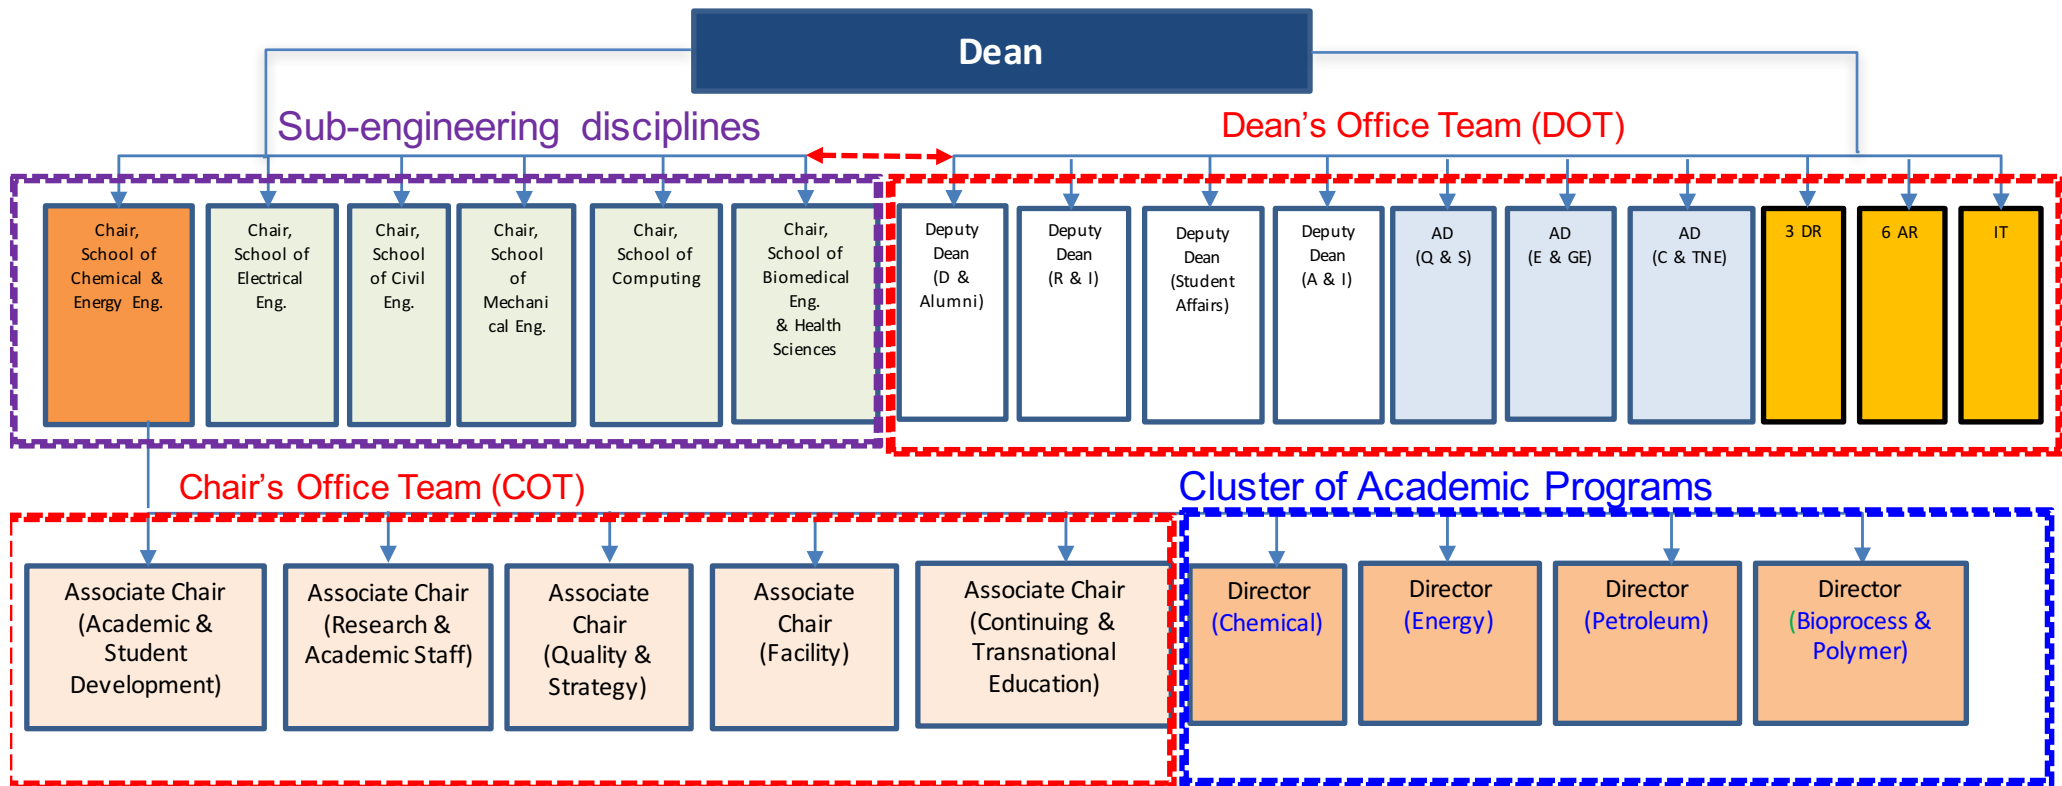 Dean
Sub-engineering disciplines
Dean's Office Team (DOT)
Chair,
School of
Chemical &
Energy Eng.
Chair,
School of
Electrical
Eng.
Chair,
School
of Civil
Eng.
Chair,
School
of
Mechani
cal Eng.
Chair,
School of
Computing
Chair,
School of
Biomedical
Eng.
& Health
Sciences
Deputy
Dean
(D &
Alumni)
Deputy
Dean
(R & I)
Deputy
Dean
(Student
Affairs)
Deputy
Dean
(A & I)
AD
(Q & S)
AD
(E & GE)
AD
(C & TNE)
3 DR
6 AR
IT
Chair's Office Team (COT)
Cluster of Academic Programs
Associate Chair
(Academic &
Student
Development)
Associate Chair
(Research &
Academic Staff)
Associate
Chair
(Quality &
Strategy)
Associate
Chair
(Facility)
Associate Chair
(Continuing &
Transnational
Education)
Director
(Chemical)
Director
(Energy)
Director
(Petroleum)
Director
(Bioprocess &
Polymer)